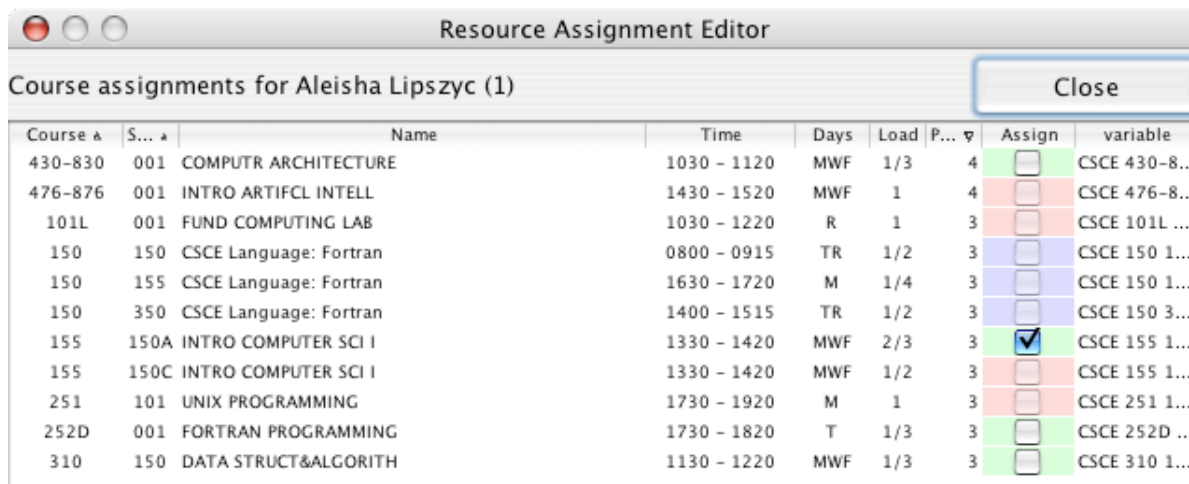 Resource Assignment Editor
Course assignments for Aleisha Lipszyc (1) Close
Course S... Name Time Days Load P... Assign variable
430-830 001 COMPUTR ARCHITECTURE 1030 - 1120 MWF 1/3 4 CSCE 430-8...
476-876 001 INTRO ARTIFCL INTELL 1430 - 1520 MWF 1 4 CSCE 476-8...
101L 001 FUND COMPUTING LAB 1030 - 1220 R 1 3 CSCE 101L ...
150 150 CSCE Language: Fortran 0800 - 0915 TR 1/2 3 CSCE 150 1...
150 155 CSCE Language: Fortran 1630 - 1720 M 1/4 3 CSCE 150 1...
150 350 CSCE Language: Fortran 1400 - 1515 TR 1/2 3 CSCE 150 3...
155 150A INTRO COMPUTER SCI I 1330 - 1420 MWF 2/3 3 CSCE 155 1...
155 150C INTRO COMPUTER SCI I 1330 - 1420 MWF 1/2 3 CSCE 155 1...
251 101 UNIX PROGRAMMING 1730 - 1920 M 1 3 CSCE 251 1...
252D 001 FORTRAN PROGRAMMING 1730 - 1820 T 1/3 3 CSCE 252D ...
310 150 DATA STRUCT&ALGORITH 1130 - 1220 MWF 1/3 3 CSCE 310 1...